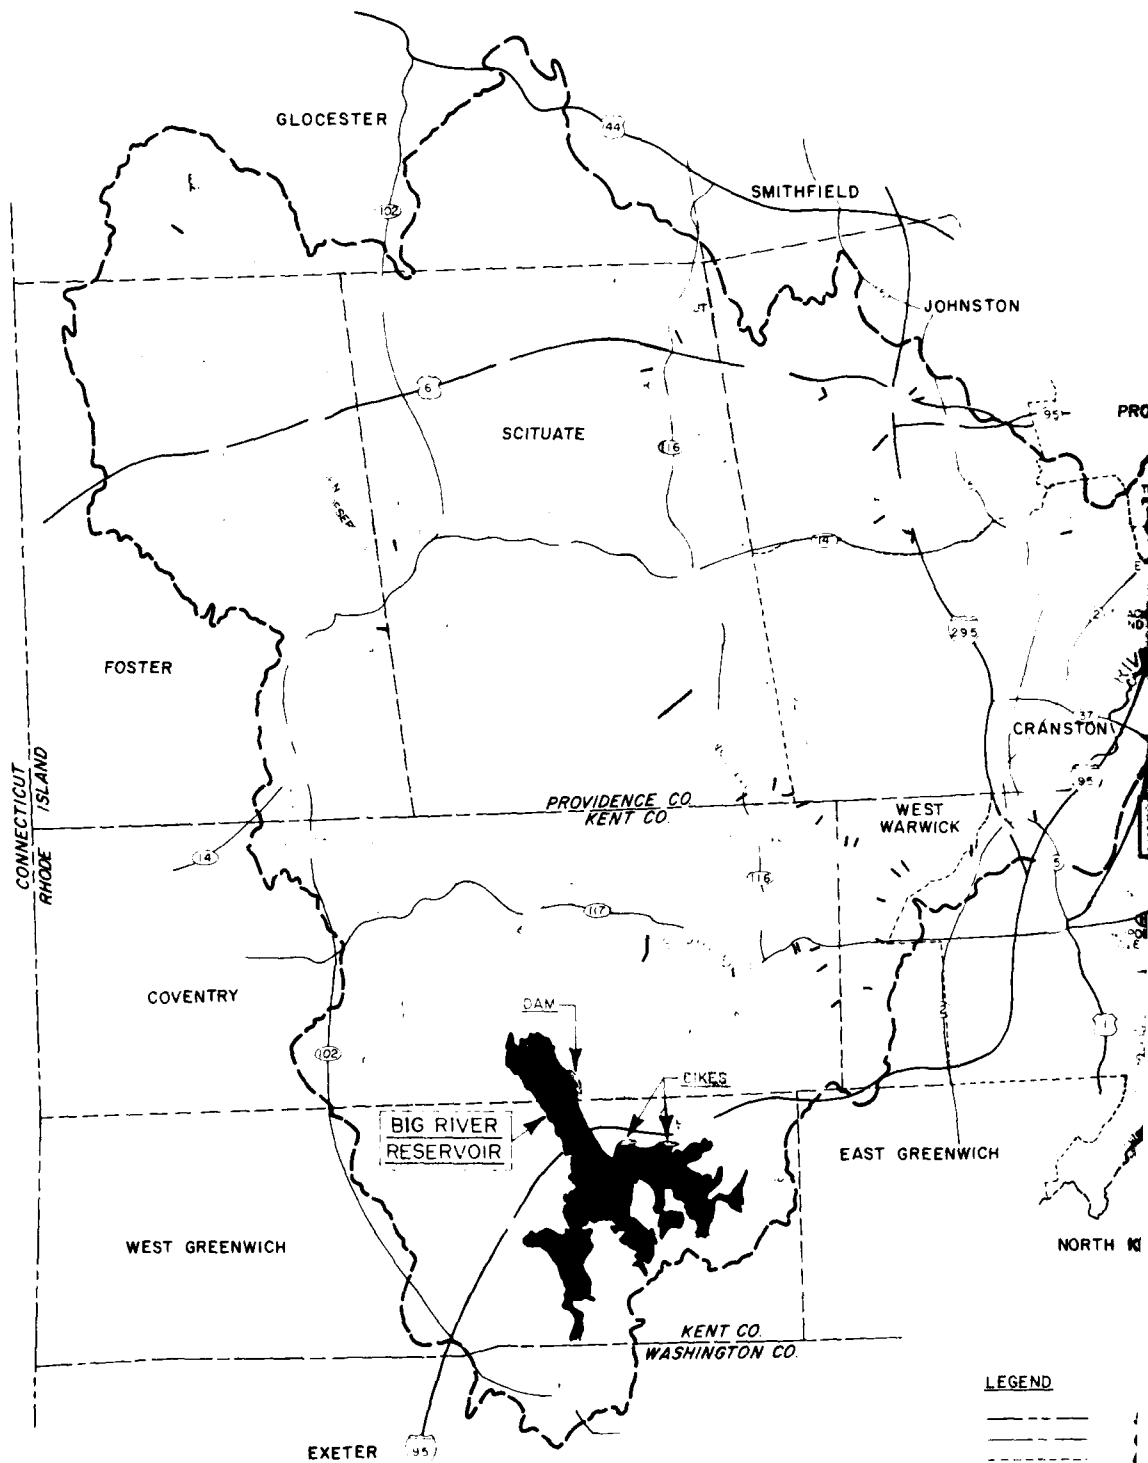 GLOCESTER
44
SMITHFIELD
102
JOHNSTON
6
95
PRO
SCITUATE
116
14
295
FOSTER
37
CRANSTON
95
CONNECTICUT
RHODE ISLAND
PROVIDENCE CO.
KENT CO.
WEST
WARWICK
14
116
5
117
COVENTRY
DAM
102
1
DIKES
BIG RIVER
RESERVOIR
EAST GREENWICH
WEST GREENWICH
NORTH
KENT CO.
WASHINGTON CO.
LEGEND
EXETER
95